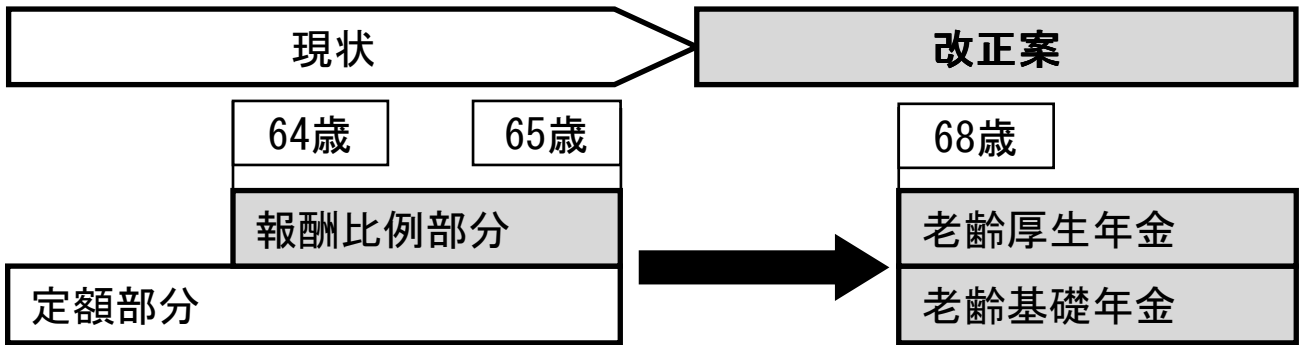 現状
改正案
64歳
65歳
68歳
報酬比例部分
老齢厚生年金
定額部分
老齢基礎年金